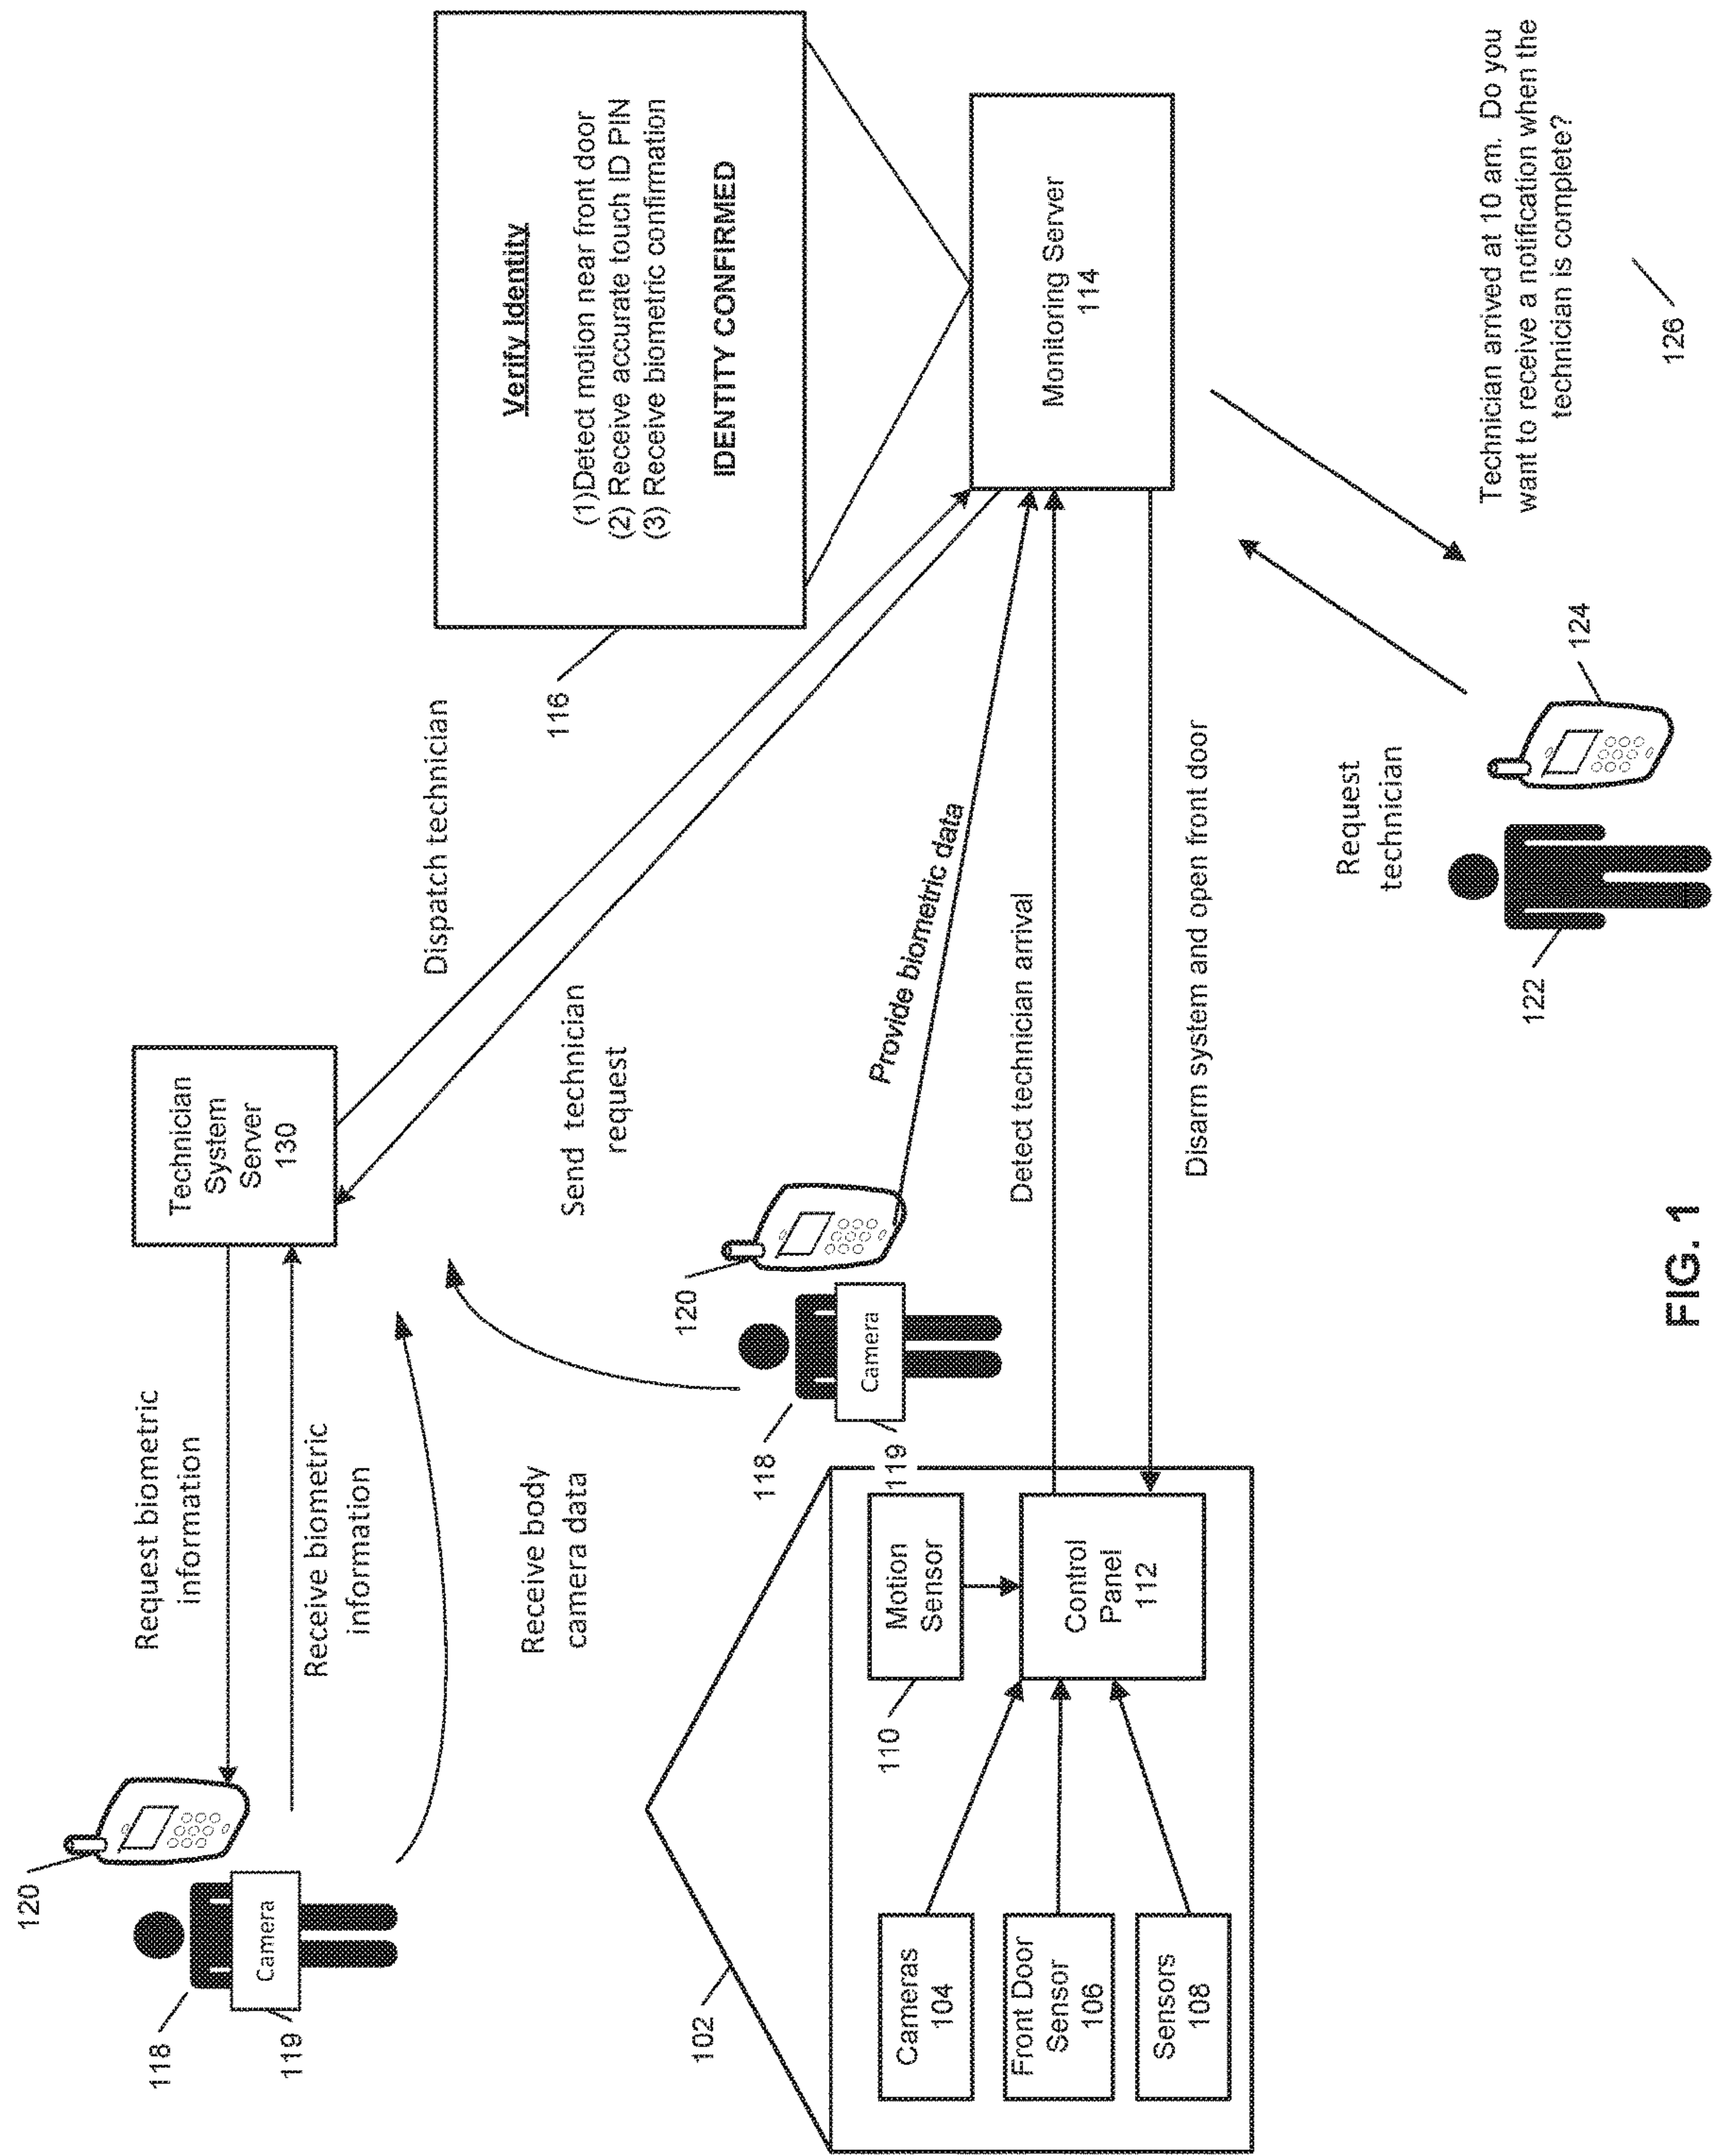 120
118
119
Camera
Request biometric
information
Receive biometric
information
Technician
System
Server
130
Dispatch technician
Send technician
request
Receive body
camera data
116
Verify Identity
(1)Detect motion near front door
(2) Receive accurate touch ID PIN
(3) Receive biometric confirmation
IDENTITY CONFIRMED
120
118
119
Camera
Provide biometric data
Monitoring Server
114
102
Cameras
104
Front Door
Sensor
106
Sensors
108
110
Motion
Sensor
Control
Panel
112
Detect technician arrival
Disarm system and open front door
Request
technician
122
124
Technician arrived at 10 am. Do you
want to receive a notification when the
technician is complete?
126
FIG. 1